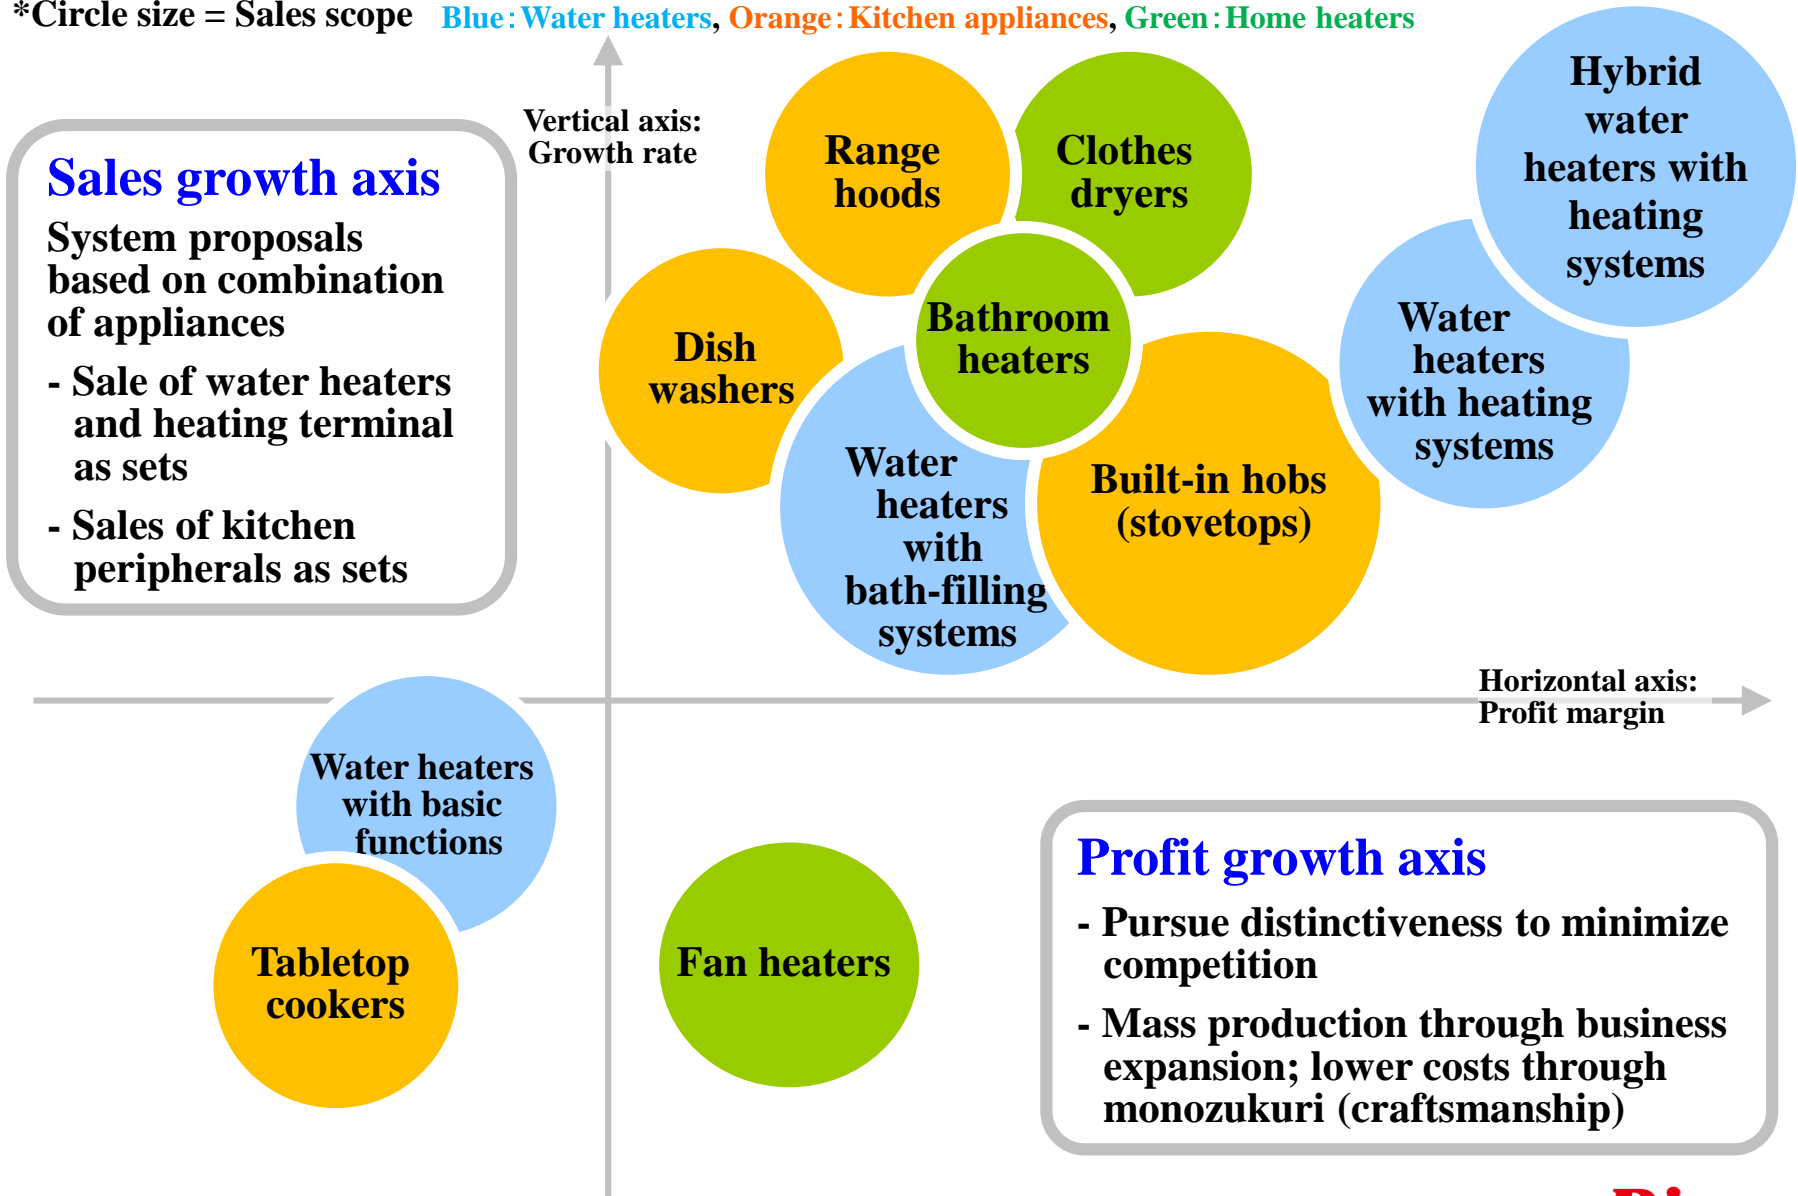 *Circle size = Sales scope Blue:Water heaters, Orange:Kitchen appliances, Green:Home heaters
Vertical axis:
Growth rate
Sales growth axis
System proposals
based on combination
of appliances
- Sale of water heaters
and heating terminal
as sets
- Sales of kitchen
peripherals as sets
Range
hoods
Clothes
dryers
Hybrid
water
heaters with
heating
systems
Dish
washers
Bathroom
heaters
Water
heaters
with heating
systems
Water
heaters
with
bath-filling
systems
Built-in hobs
(stovetops)
Horizontal axis:
Profit margin
Water heaters
with basic
functions
Tabletop
cookers
Fan heaters
Profit growth axis
- Pursue distinctiveness to minimize
competition
- Mass production through business
expansion; lower costs through
monozukuri (craftsmanship)